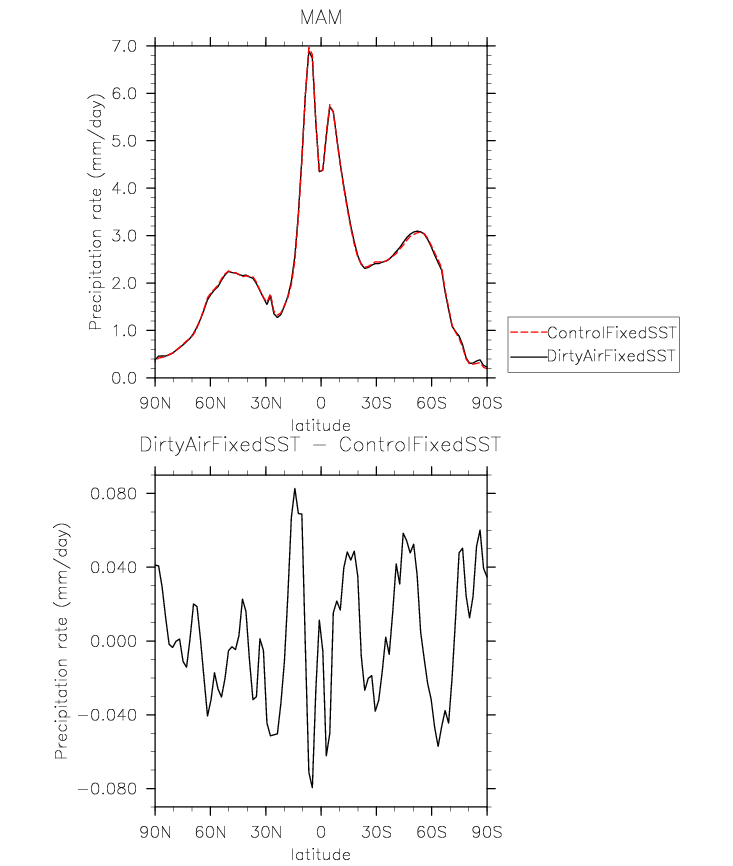 MAM
7.0
6.0
5.0
4.0
3.0
2.0
1.0
0.0
Precipitation rate (mm/day)
90N 60N 30N 0 30S 60S 90S
latitude
ControlFixedSST
DirtyAirFixedSST
DirtyAirFixedSST – ControlFixedSST
0.080
0.040
0.000
−0.040
−0.080
Precipitation rate (mm/day)
90N 60N 30N 0 30S 60S 90S
latitude